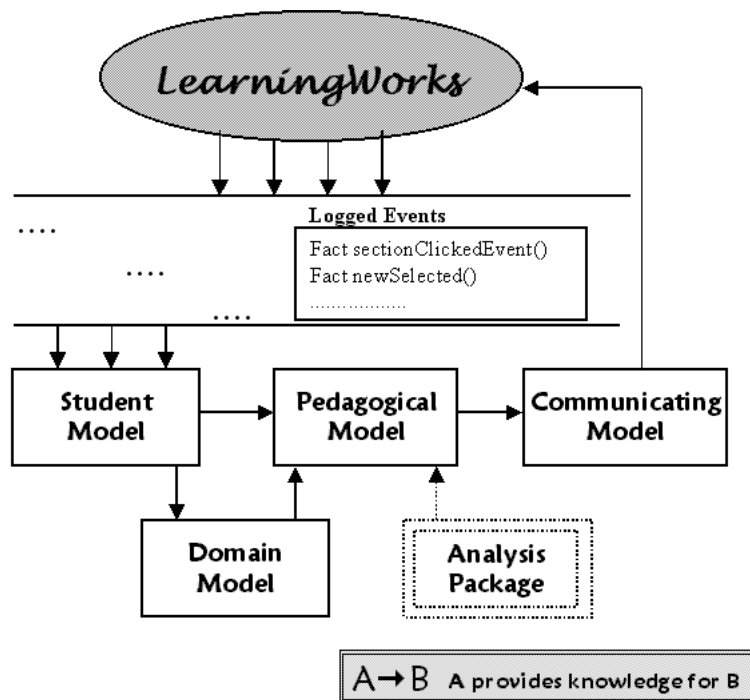 LearningWorks
Logged Events
....
Fact sectionClickedEvent()
Fact newSelected()
....
.................
....
Student
Model
Pedagogical
Model
Communicating
Model
Domain
Model
Analysis
Package
A→B A provides knowledge for B